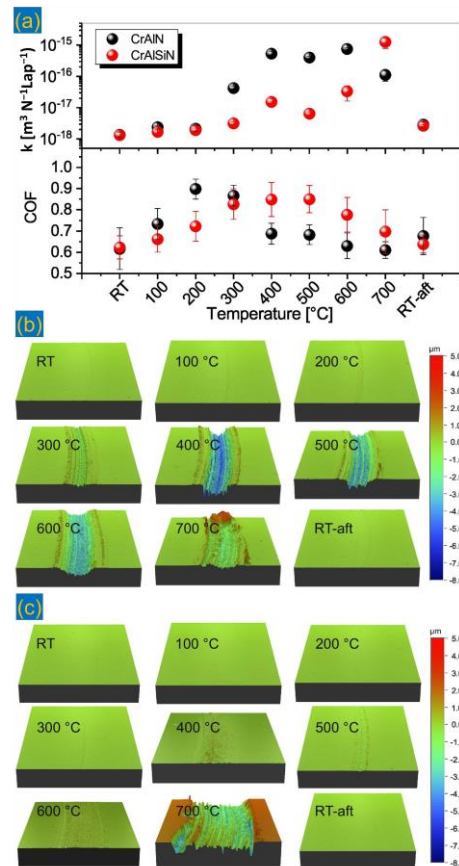 (a)
CrAlN
CrAlSiN
k [m³ N⁻¹Lap⁻¹]
10⁻¹⁵
10⁻¹⁶
10⁻¹⁷
10⁻¹⁸
COF
1.0
0.9
0.8
0.7
0.6
0.5
RT 100 200 300 400 500 600 700 RT-aft
Temperature [°C]
(b)
RT 100 °C 200 °C
300 °C 400 °C 500 °C
600 °C 700 °C RT-aft
µm
5.0
4.0
3.0
2.0
1.0
0.0
-1.0
-2.0
-3.0
-4.0
-5.0
-6.0
-7.0
-8.0
(c)
RT 100 °C 200 °C
300 °C 400 °C 500 °C
600 °C 700 °C RT-aft
µm
5.0
4.0
3.0
2.0
1.0
0.0
-1.0
-2.0
-3.0
-4.0
-5.0
-6.0
-7.0
-8.0